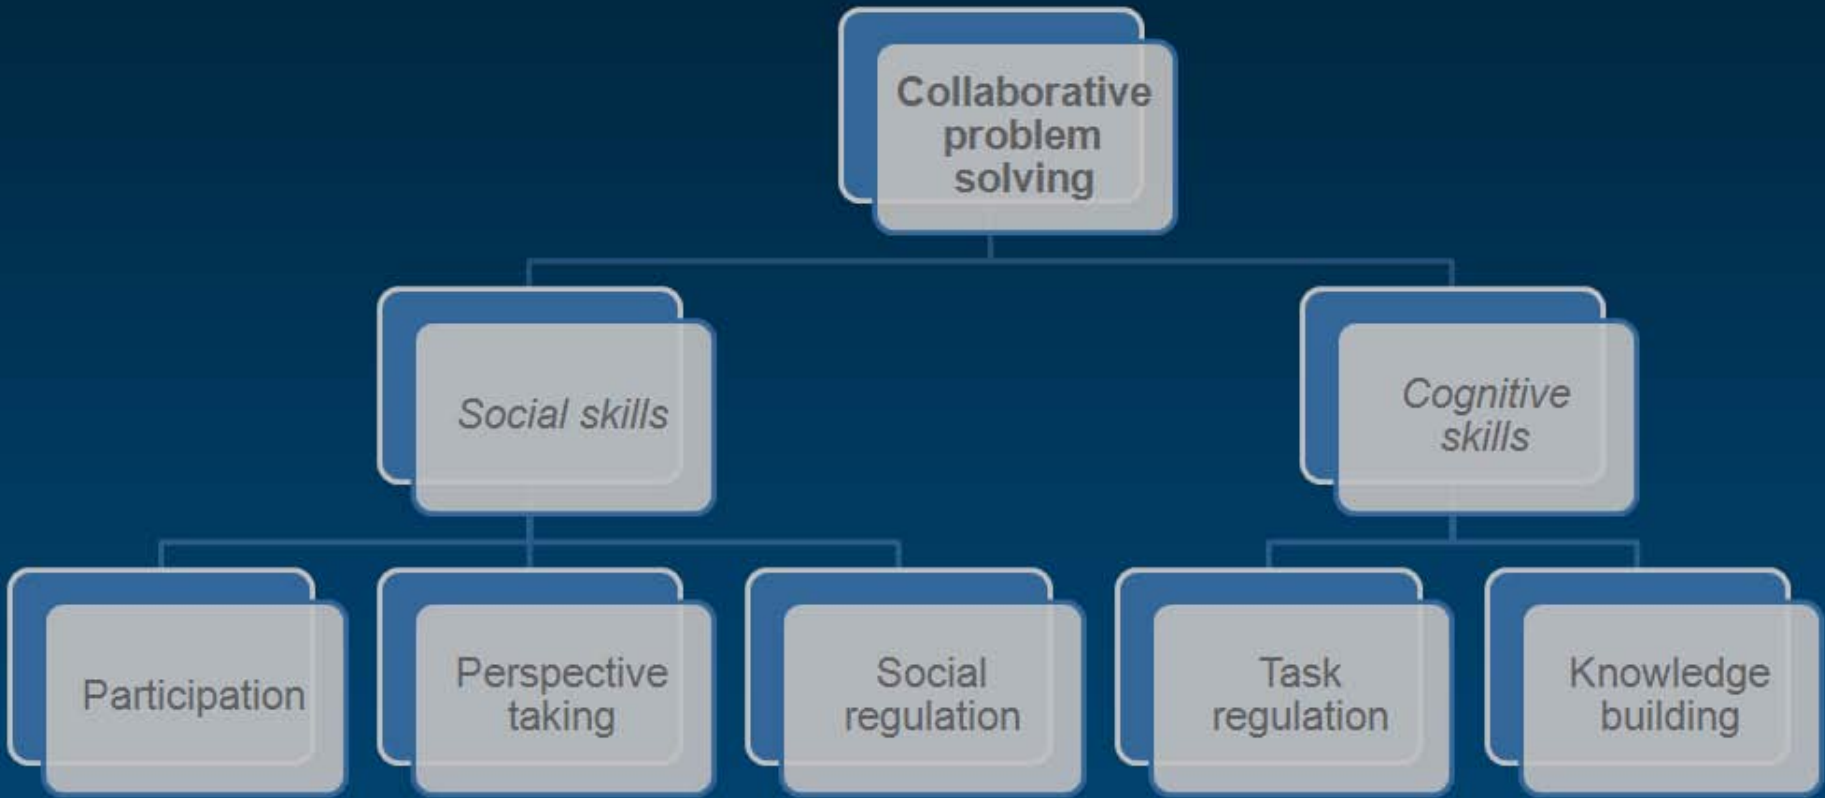 Collaborative
problem
solving
Social skills
Cognitive
skills
Participation
Perspective
taking
Social
regulation
Task
regulation
Knowledge
building